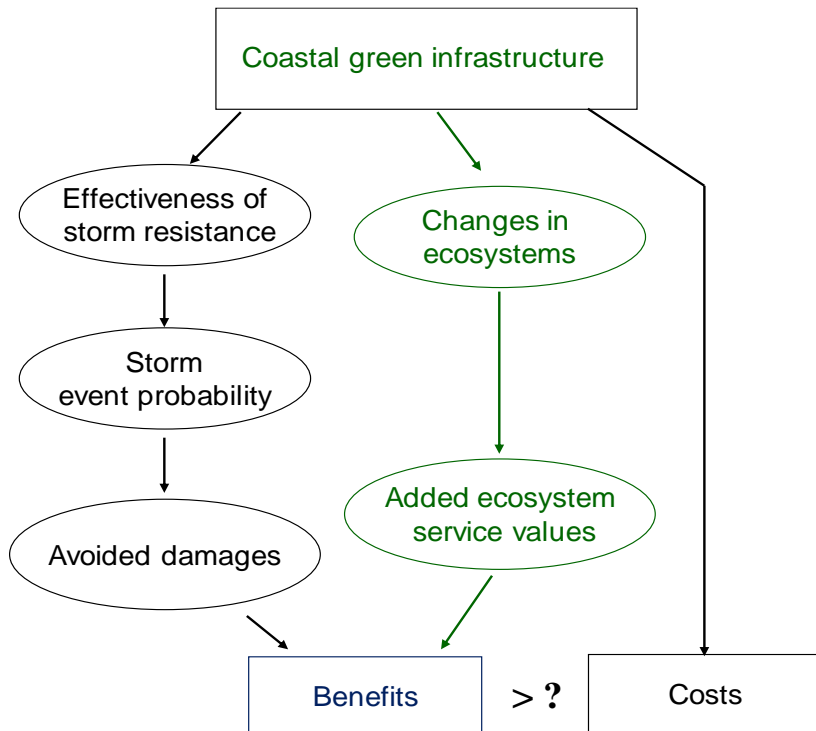 Coastal green infrastructure
Effectiveness of
storm resistance
Changes in
ecosystems
Storm
event probability
Added ecosystem
service values
Avoided damages
Benefits
> ?
Costs